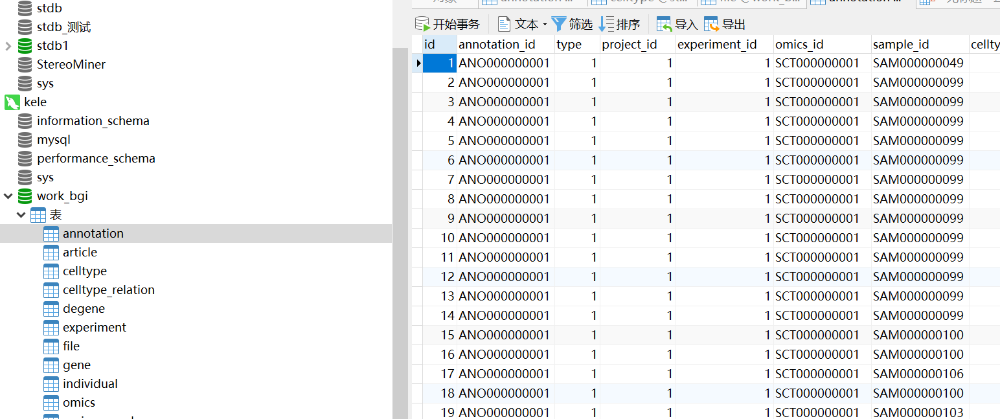 stdb
stdb_测试
stdb1
StereoMiner
sys
kele
information_schema
mysql
performance_schema
sys
work_bgi
表
annotation
article
celltype
celltype_relation
degene
experiment
file
gene
individual
omics
开始事务 文本 筛选 排序 导入 导出
id annotation_id type project_id experiment_id omics_id sample_id cellty
1 ANO000000001 1 1 1 SCT000000001 SAM000000049
2 ANO000000001 1 1 1 SCT000000001 SAM000000099
3 ANO000000001 1 1 1 SCT000000001 SAM000000099
4 ANO000000001 1 1 1 SCT000000001 SAM000000099
5 ANO000000001 1 1 1 SCT000000001 SAM000000099
6 ANO000000001 1 1 1 SCT000000001 SAM000000099
7 ANO000000001 1 1 1 SCT000000001 SAM000000099
8 ANO000000001 1 1 1 SCT000000001 SAM000000099
9 ANO000000001 1 1 1 SCT000000001 SAM000000099
10 ANO000000001 1 1 1 SCT000000001 SAM000000099
11 ANO000000001 1 1 1 SCT000000001 SAM000000099
12 ANO000000001 1 1 1 SCT000000001 SAM000000099
13 ANO000000001 1 1 1 SCT000000001 SAM000000099
14 ANO000000001 1 1 1 SCT000000001 SAM000000099
15 ANO000000001 1 1 1 SCT000000001 SAM000000100
16 ANO000000001 1 1 1 SCT000000001 SAM000000100
17 ANO000000001 1 1 1 SCT000000001 SAM000000106
18 ANO000000001 1 1 1 SCT000000001 SAM000000100
19 ANO000000001 1 1 1 SCT000000001 SAM000000103